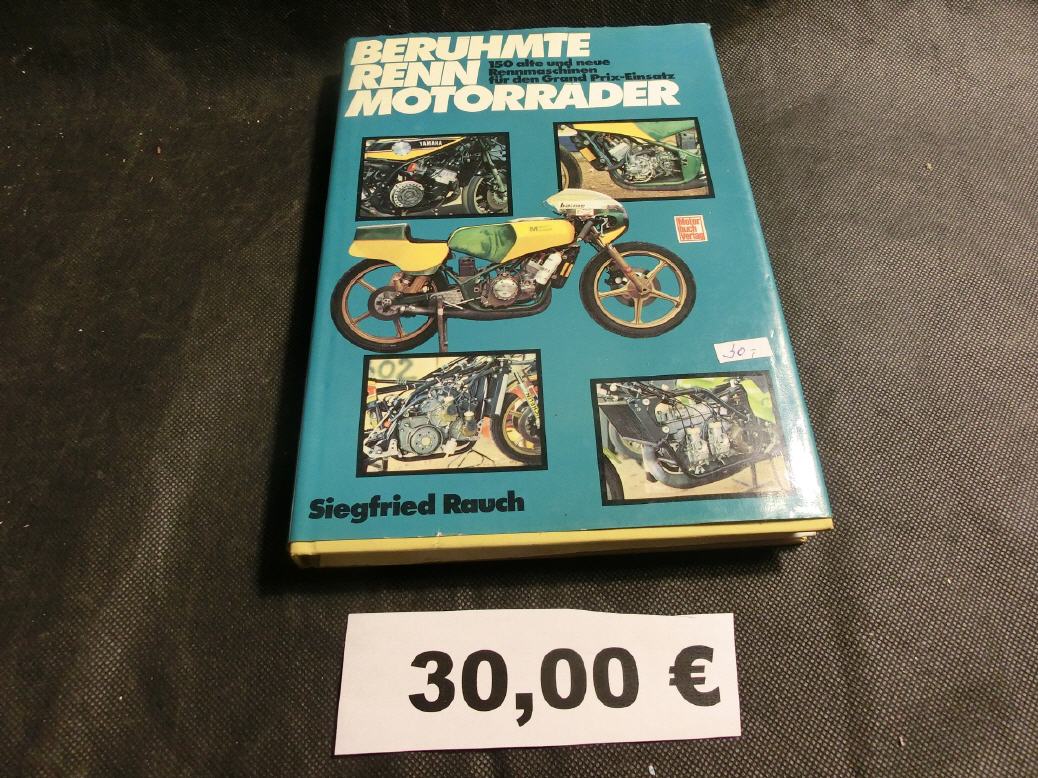 BERUHMTE
RENN
150 alte und neue
Rennmaschinen
für den Grand Prix-Einsatz
MOTORRADER
YAMAHA
Motor
buch
verlag
30,-
Siegfried Rauch
30,00 €